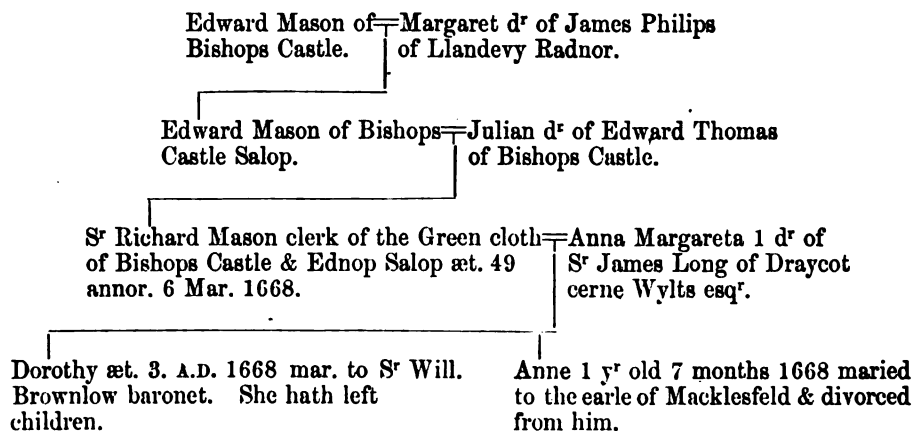 Edward Mason of Margaret dʳ of James Philips
Bishops Castle. of Llandevy Radnor.
Edward Mason of Bishops Julian dʳ of Edward Thomas
Castle Salop. of Bishops Castle.
Sʳ Richard Mason clerk of the Green cloth Anna Margareta 1 dʳ of
of Bishops Castle & Ednop Salop æt. 49 Sʳ James Long of Draycot
annor. 6 Mar. 1668. cerne Wylts esqʳ.
Dorothy æt. 3. A.D. 1668 mar. to Sʳ Will. Anne 1 yʳ old 7 months 1668 maried
Brownlow baronet. She hath left to the earle of Macklesfeld & divorced
children. from him.